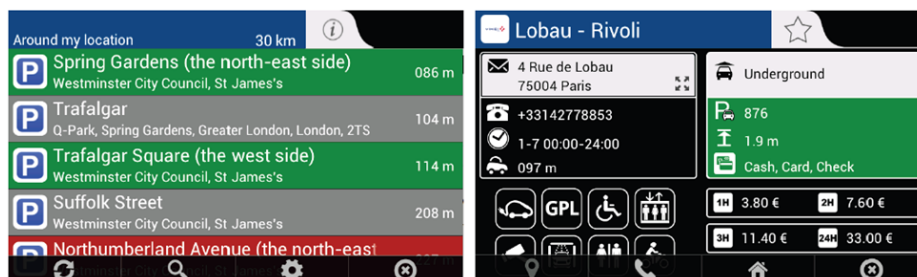 Around my location 30 km
Spring Gardens (the north-east side)
Westminster City Council, St James's
086 m
Trafalgar
Q-Park, Spring Gardens, Greater London, London, 2TS
104 m
Trafalgar Square (the west side)
Westminster City Council, St James's
114 m
Suffolk Street
Westminster City Council, St James's
208 m
Northumberland Avenue (the north-east
Lobau - Rivoli
4 Rue de Lobau
75004 Paris
+33142778853
1-7 00:00-24:00
097 m
Underground
876
1.9 m
Cash, Card, Check
GPL
1H 3.80 € 2H 7.60 €
3H 11.40 € 24H 33.00 €